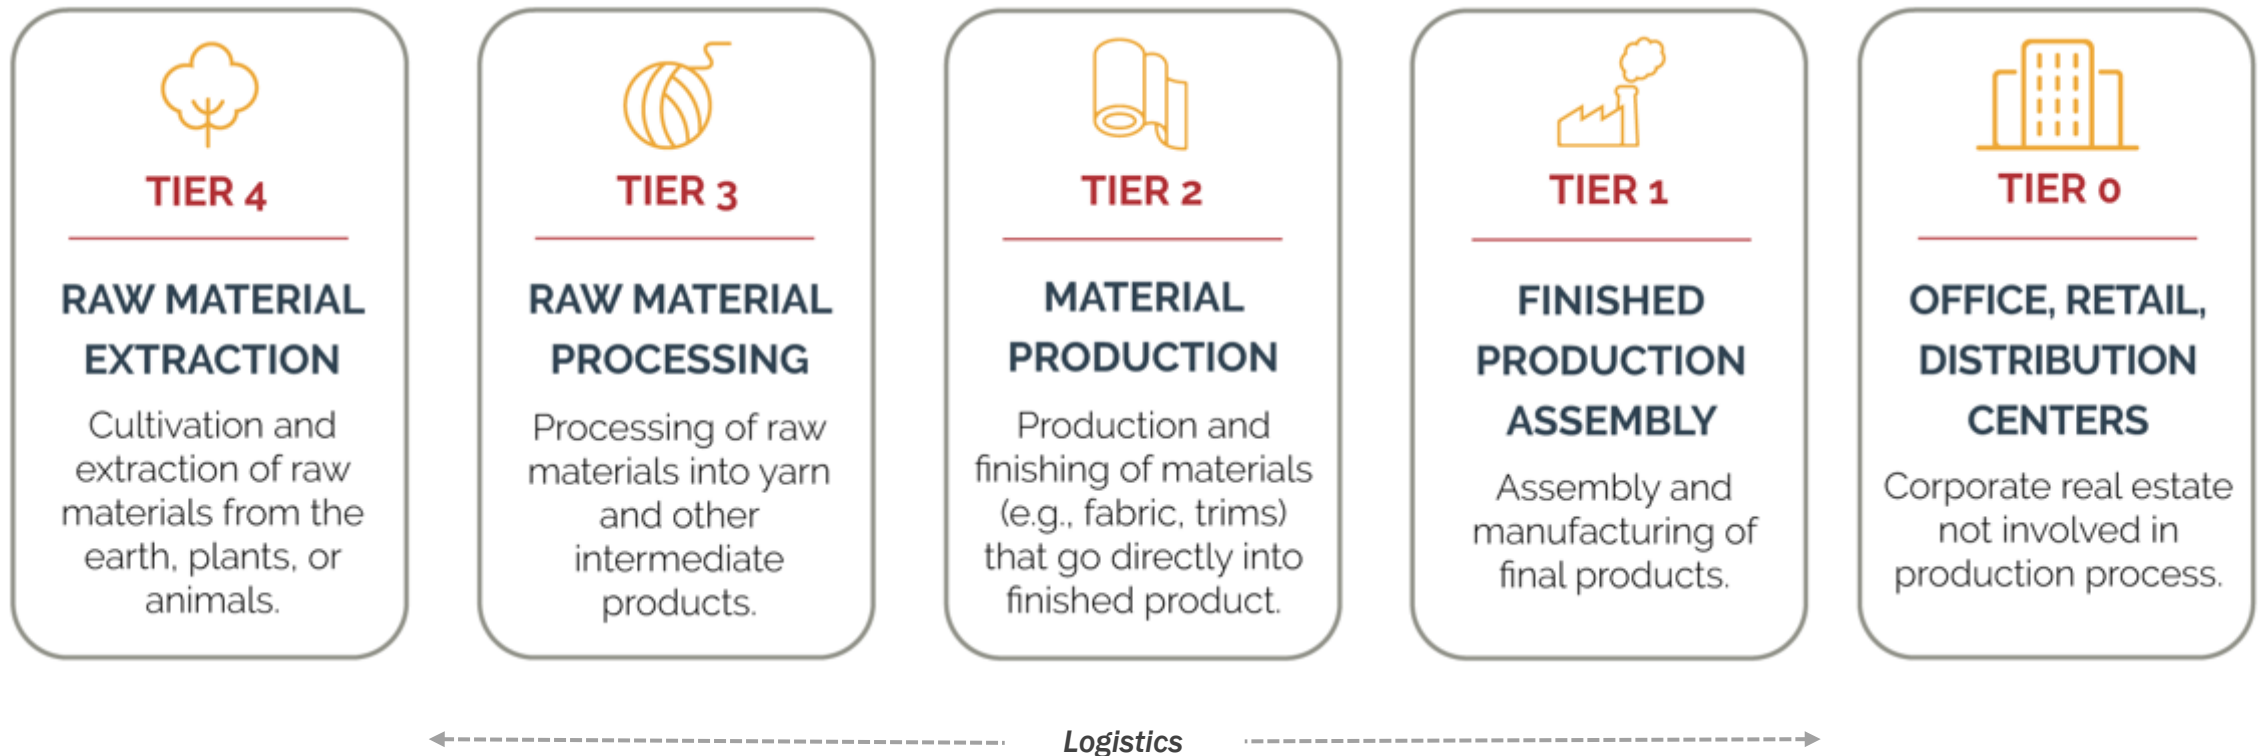 TIER 4
RAW MATERIAL
EXTRACTION
Cultivation and
extraction of raw
materials from the
earth, plants, or
animals.
TIER 3
RAW MATERIAL
PROCESSING
Processing of raw
materials into yarn
and other
intermediate
products.
TIER 2
MATERIAL
PRODUCTION
Production and
finishing of materials
(e.g., fabric, trims)
that go directly into
finished product.
TIER 1
FINISHED
PRODUCTION
ASSEMBLY
Assembly and
manufacturing of
final products.
TIER 0
OFFICE, RETAIL,
DISTRIBUTION
CENTERS
Corporate real estate
not involved in
production process.
Logistics